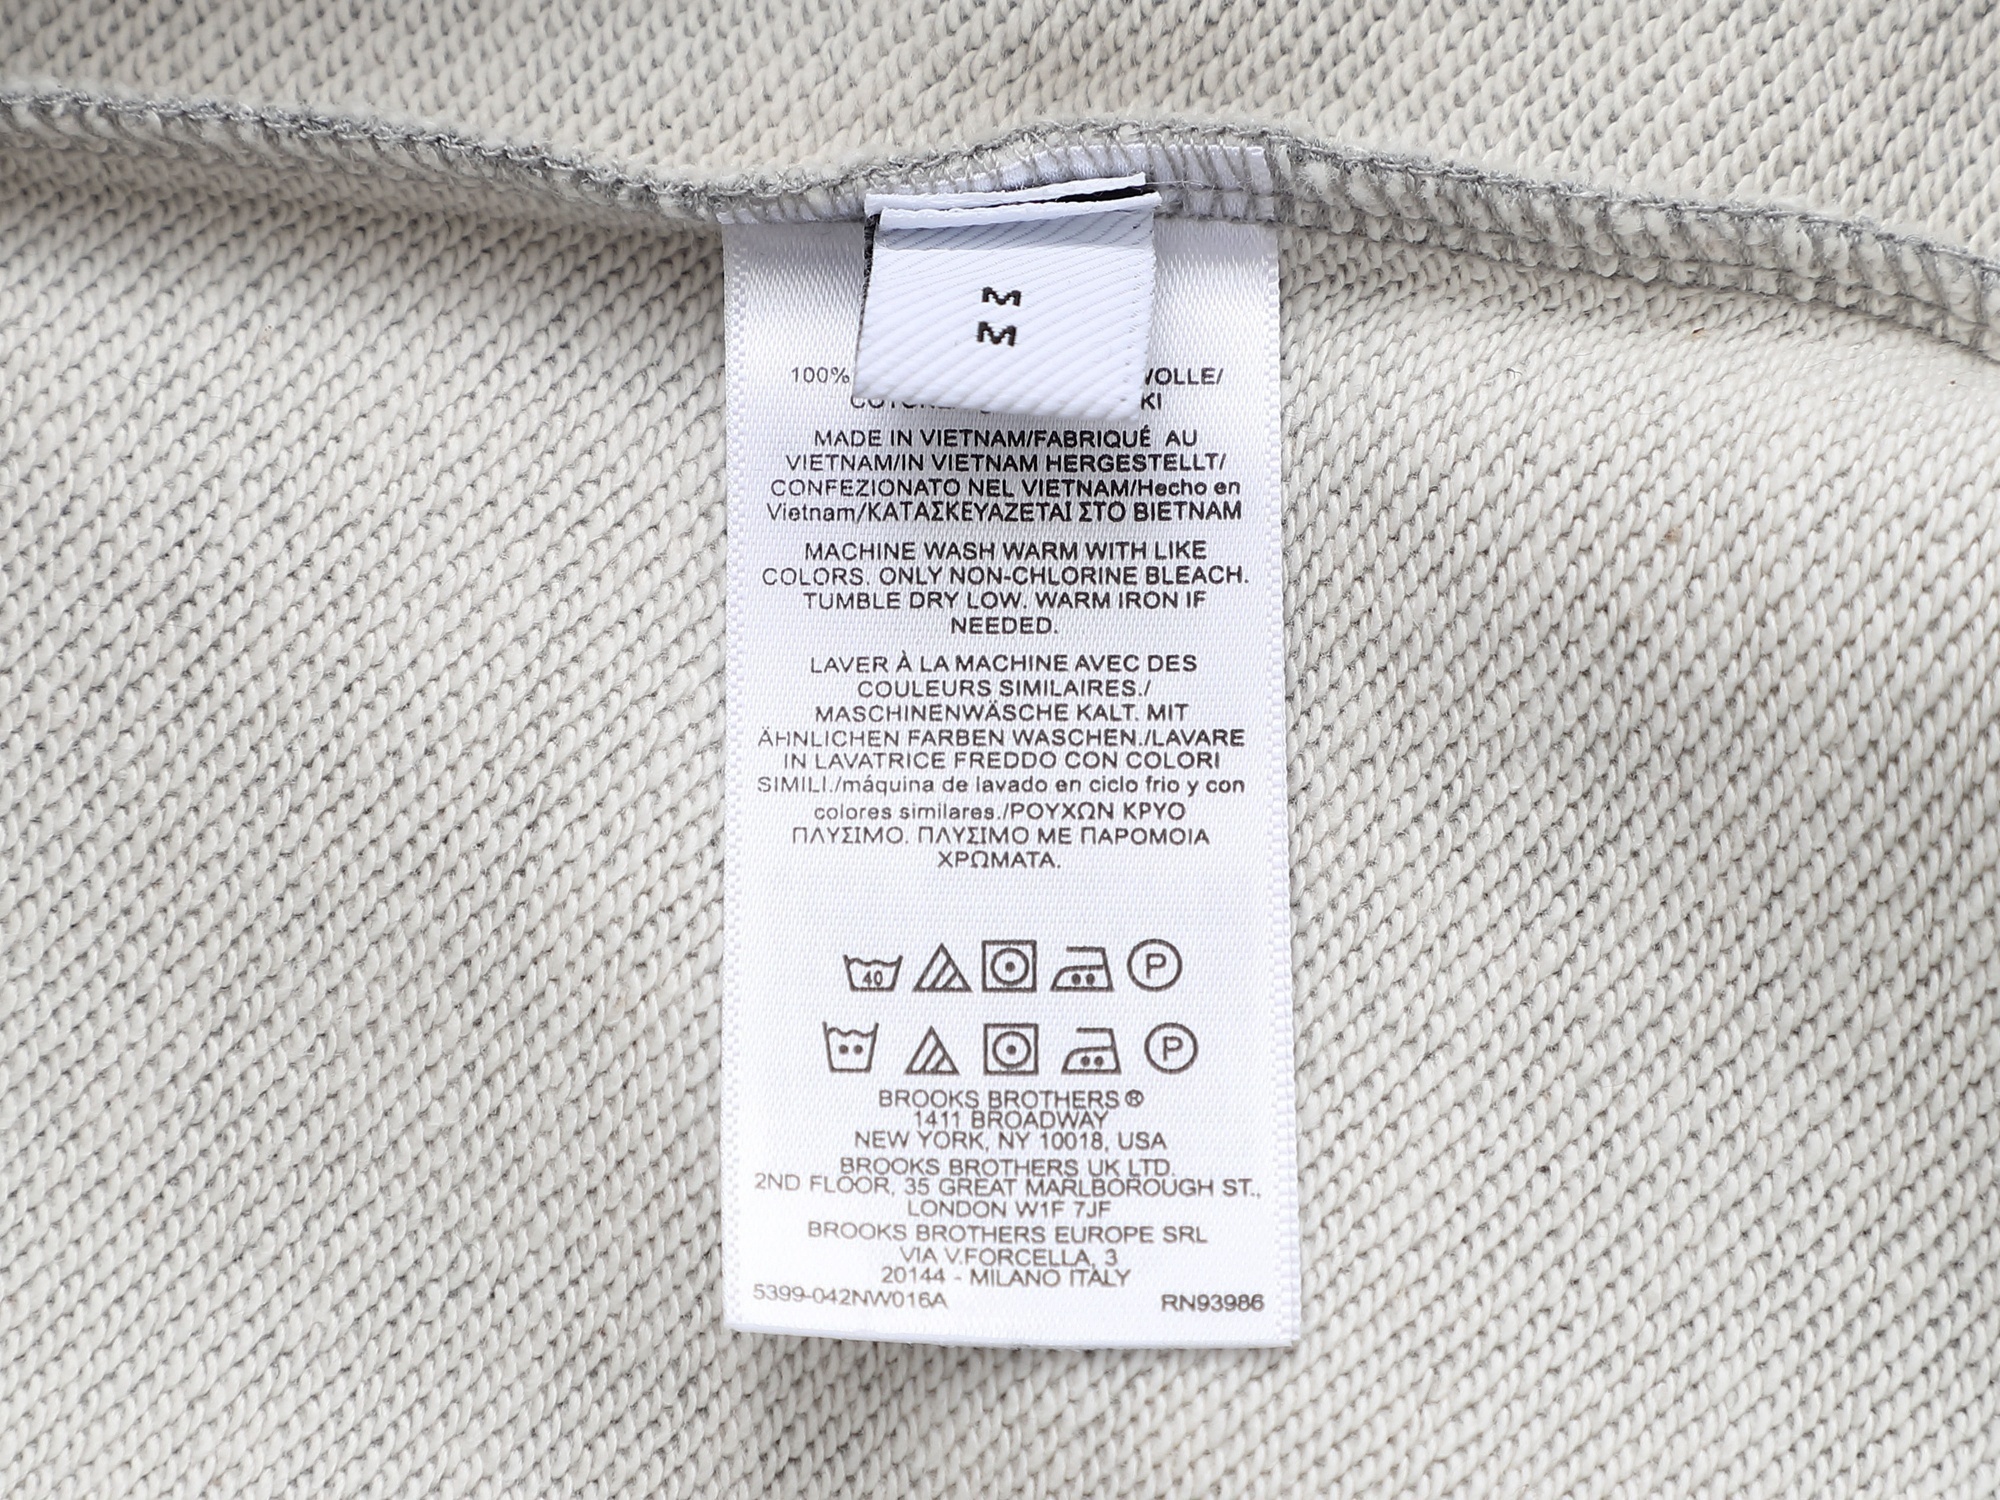 M
M
100%
MADE IN VIETNAM/FABRIQUÉ AU
VIETNAM/IN VIETNAM HERGESTELLT/
CONFEZIONATO NEL VIETNAM/Hecho en
Vietnam/ΚΑΤΑΣΚΕΥΑΖΕΤΑΙ ΣΤΟ ΒΙΕΤΝΑΜ
MACHINE WASH WARM WITH LIKE
COLORS. ONLY NON-CHLORINE BLEACH.
TUMBLE DRY LOW. WARM IRON IF
NEEDED.
LAVER À LA MACHINE AVEC DES
COULEURS SIMILAIRES./
MASCHINENWÄSCHE KALT. MIT
ÄHNLICHEN FARBEN WASCHEN./LAVARE
IN LAVATRICE FREDDO CON COLORI
SIMILI./máquina de lavado en ciclo frio y con
colores similares./ΡΟΥΧΩΝ ΚΡΥΟ
ΠΛΥΣΙΜΟ. ΠΛΥΣΙΜΟ ΜΕ ΠΑΡΟΜΟΙΑ
ΧΡΩΜΑΤΑ.
40 P
P
BROOKS BROTHERS ®
1411 BROADWAY
NEW YORK, NY 10018, USA
BROOKS BROTHERS UK LTD.
2ND FLOOR, 35 GREAT MARLBOROUGH ST.,
LONDON W1F 7JF
BROOKS BROTHERS EUROPE SRL
VIA V.FORCELLA, 3
20144 - MILANO ITALY
5399-042NW016A RN93986